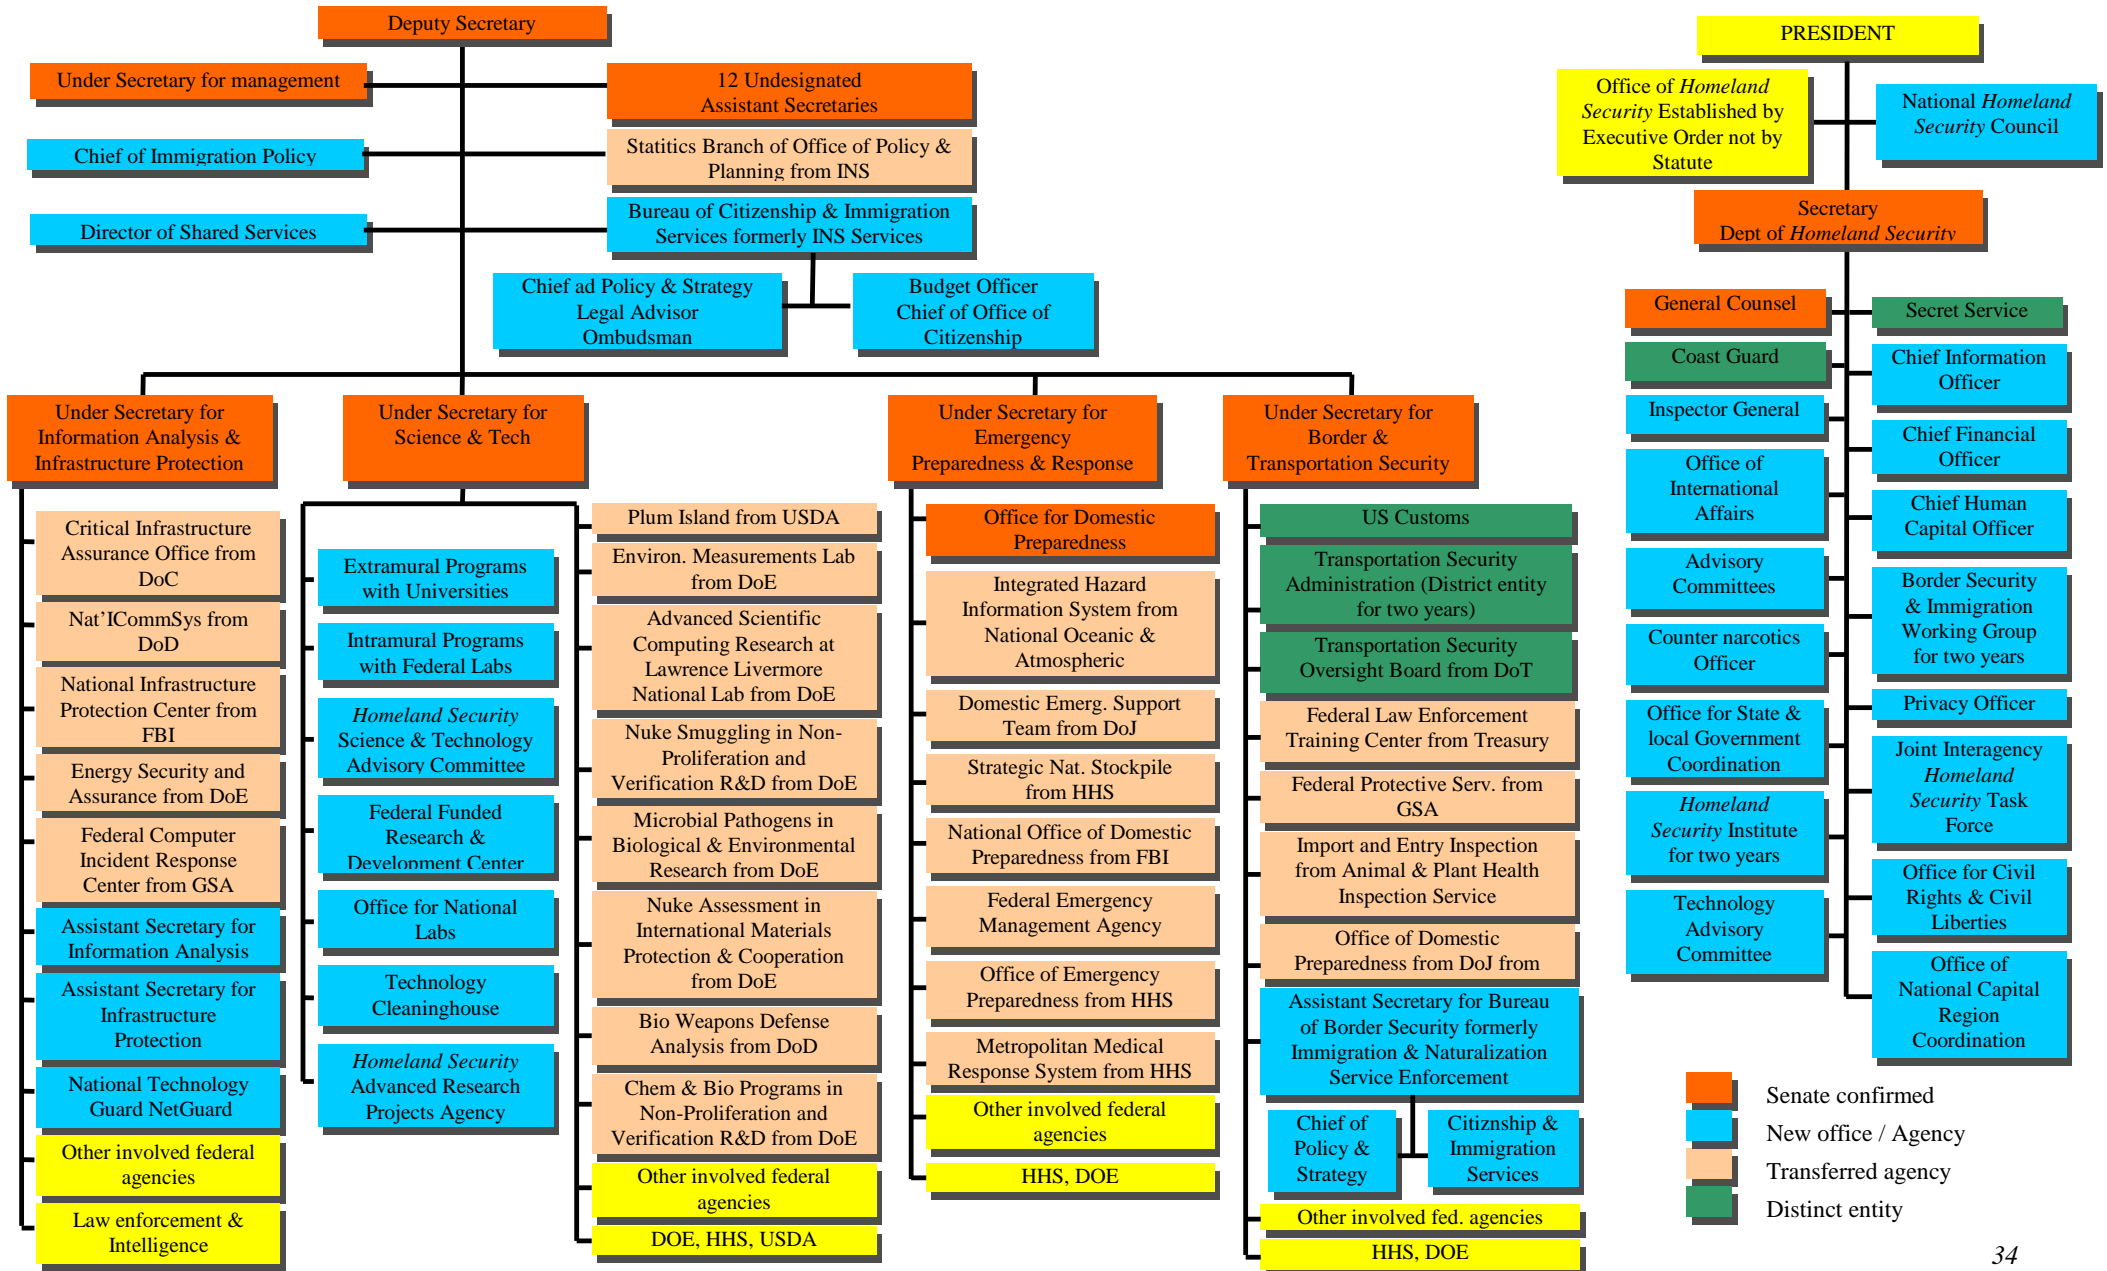 Deputy Secretary
Under Secretary for management
12 Undesignated
Assistant Secretaries
Chief of Immigration Policy
Statitics Branch of Office of Policy &
Planning from INS
Director of Shared Services
Bureau of Citizenship & Immigration
Services formerly INS Services
Chief ad Policy & Strategy
Legal Advisor
Ombudsman
Budget Officer
Chief of Office of
Citizenship
Under Secretary for
Information Analysis &
Infrastructure Protection
Critical Infrastructure
Assurance Office from
DoC
Nat'ICommSys from
DoD
National Infrastructure
Protection Center from
FBI
Energy Security and
Assurance from DoE
Federal Computer
Incident Response
Center from GSA
Assistant Secretary for
Information Analysis
Assistant Secretary for
Infrastructure
Protection
National Technology
Guard NetGuard
Other involved federal
agencies
Law enforcement &
Intelligence
Under Secretary for
Science & Tech
Extramural Programs
with Universities
Intramural Programs
with Federal Labs
Homeland Security
Science & Technology
Advisory Committee
Federal Funded
Research &
Development Center
Office for National
Labs
Technology
Cleaninghouse
Homeland Security
Advanced Research
Projects Agency
Plum Island from USDA
Environ. Measurements Lab
from DoE
Advanced Scientific
Computing Research at
Lawrence Livermore
National Lab from DoE
Nuke Smuggling in Non-
Proliferation and
Verification R&D from DoE
Microbial Pathogens in
Biological & Environmental
Research from DoE
Nuke Assessment in
International Materials
Protection & Cooperation
from DoE
Bio Weapons Defense
Analysis from DoD
Chem & Bio Programs in
Non-Proliferation and
Verification R&D from DoE
Other involved federal
agencies
DOE, HHS, USDA
Under Secretary for
Emergency
Preparedness & Response
Office for Domestic
Preparedness
Integrated Hazard
Information System from
National Oceanic &
Atmospheric
Domestic Emerg. Support
Team from DoJ
Strategic Nat. Stockpile
from HHS
National Office of Domestic
Preparedness from FBI
Federal Emergency
Management Agency
Office of Emergency
Preparedness from HHS
Metropolitan Medical
Response System from HHS
Other involved federal
agencies
HHS, DOE
Under Secretary for
Border &
Transportation Security
US Customs
Transportation Security
Administration (District entity
for two years)
Transportation Security
Oversight Board from DoT
Federal Law Enforcement
Training Center from Treasury
Federal Protective Serv. from
GSA
Import and Entry Inspection
from Animal & Plant Health
Inspection Service
Office of Domestic
Preparedness from DoJ from
Assistant Secretary for Bureau
of Border Security formerly
Immigration & Naturalization
Service Enforcement
Chief of
Policy &
Strategy
Citiznship &
Immigration
Services
Other involved fed. agencies
HHS, DOE
PRESIDENT
Office of Homeland
Security Established by
Executive Order not by
Statute
National Homeland
Security Council
Secretary
Dept of Homeland Security
General Counsel
Secret Service
Coast Guard
Chief Information
Officer
Inspector General
Chief Financial
Officer
Office of
International
Affairs
Chief Human
Capital Officer
Advisory
Committees
Border Security
& Immigration
Working Group
for two years
Counter narcotics
Officer
Privacy Officer
Office for State &
local Government
Coordination
Joint Interagency
Homeland
Security Task
Force
Homeland
Security Institute
for two years
Office for Civil
Rights & Civil
Liberties
Technology
Advisory
Committee
Office of
National Capital
Region
Coordination
Senate confirmed
New office / Agency
Transferred agency
Distinct entity
34